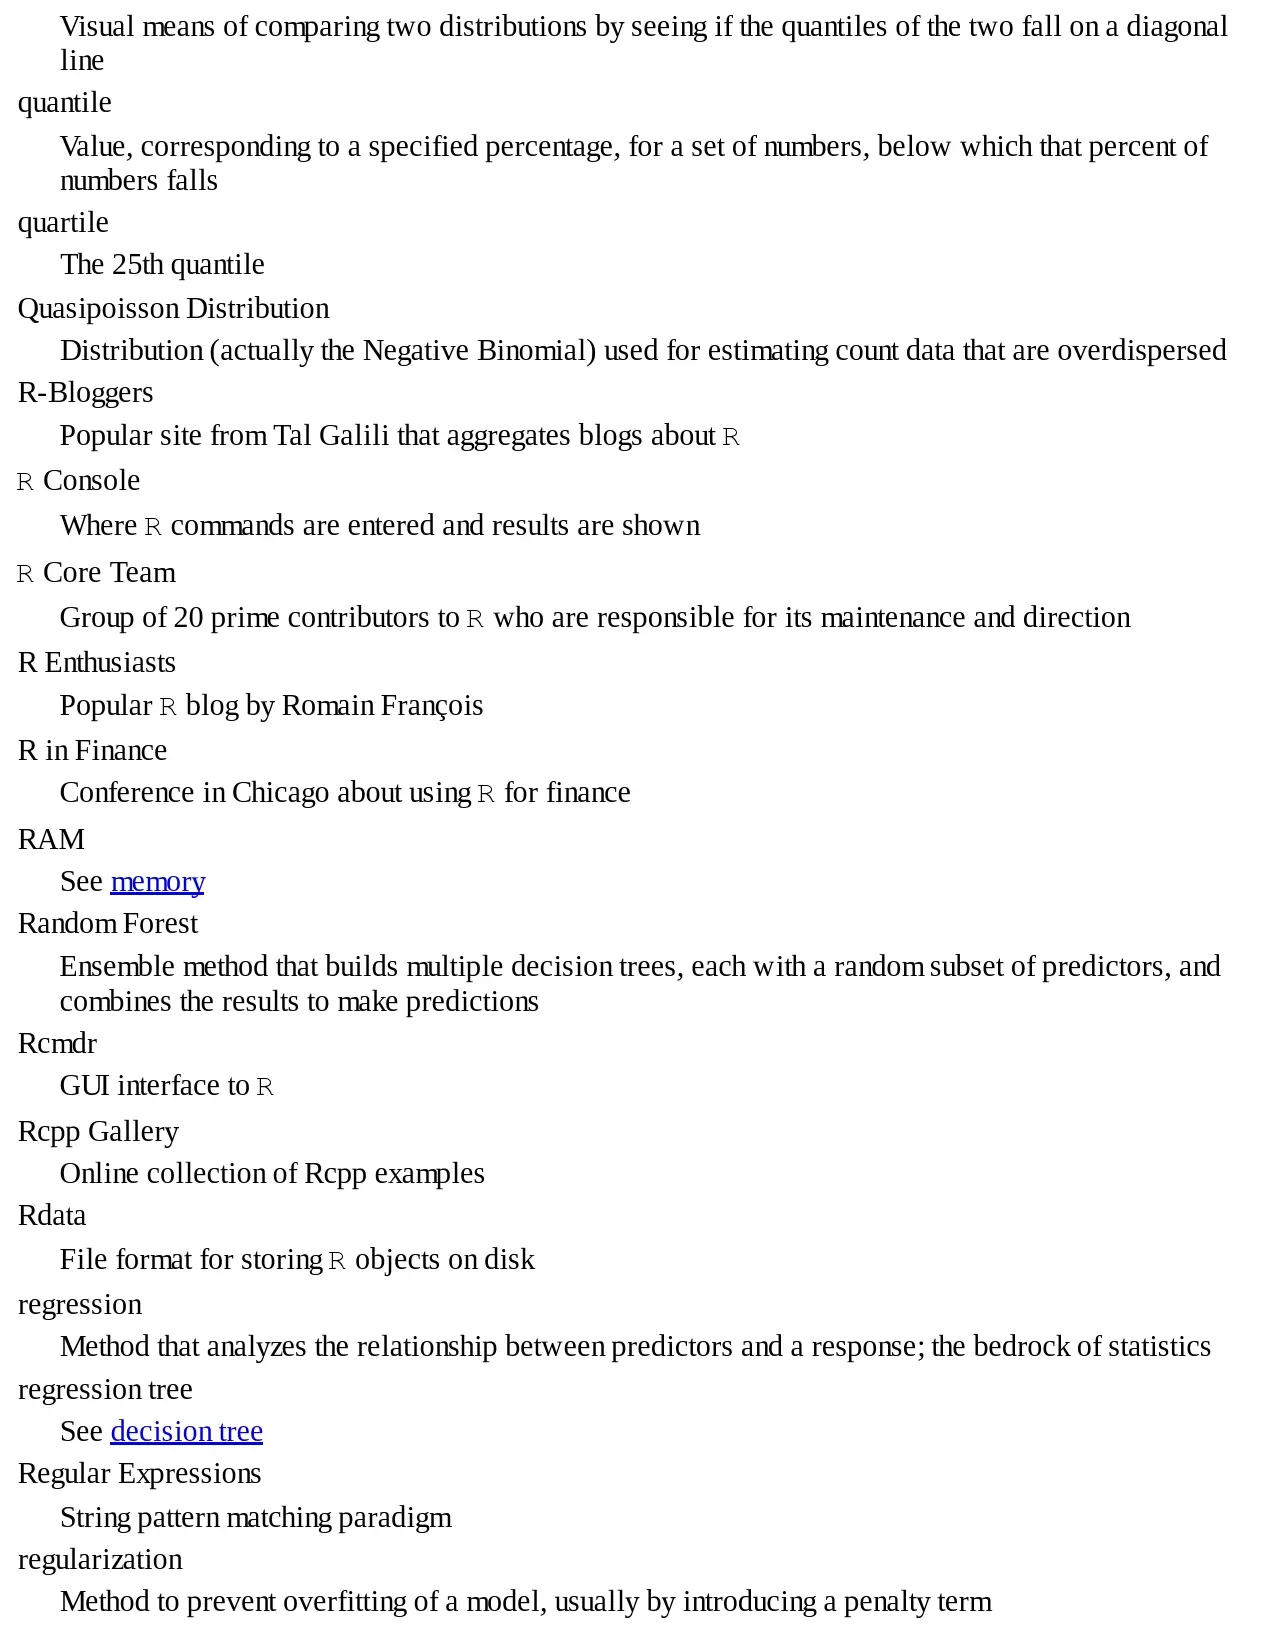 Visual means of comparing two distributions by seeing if the quantiles of the two fall on a diagonal
line
quantile
Value, corresponding to a specified percentage, for a set of numbers, below which that percent of
numbers falls
quartile
The 25th quantile
Quasipoisson Distribution
Distribution (actually the Negative Binomial) used for estimating count data that are overdispersed
R-Bloggers
Popular site from Tal Galili that aggregates blogs about R
R Console
Where R commands are entered and results are shown
R Core Team
Group of 20 prime contributors to R who are responsible for its maintenance and direction
R Enthusiasts
Popular R blog by Romain François
R in Finance
Conference in Chicago about using R for finance
RAM
See memory
Random Forest
Ensemble method that builds multiple decision trees, each with a random subset of predictors, and
combines the results to make predictions
Rcmdr
GUI interface to R
Rcpp Gallery
Online collection of Rcpp examples
Rdata
File format for storing R objects on disk
regression
Method that analyzes the relationship between predictors and a response; the bedrock of statistics
regression tree
See decision tree
Regular Expressions
String pattern matching paradigm
regularization
Method to prevent overfitting of a model, usually by introducing a penalty term